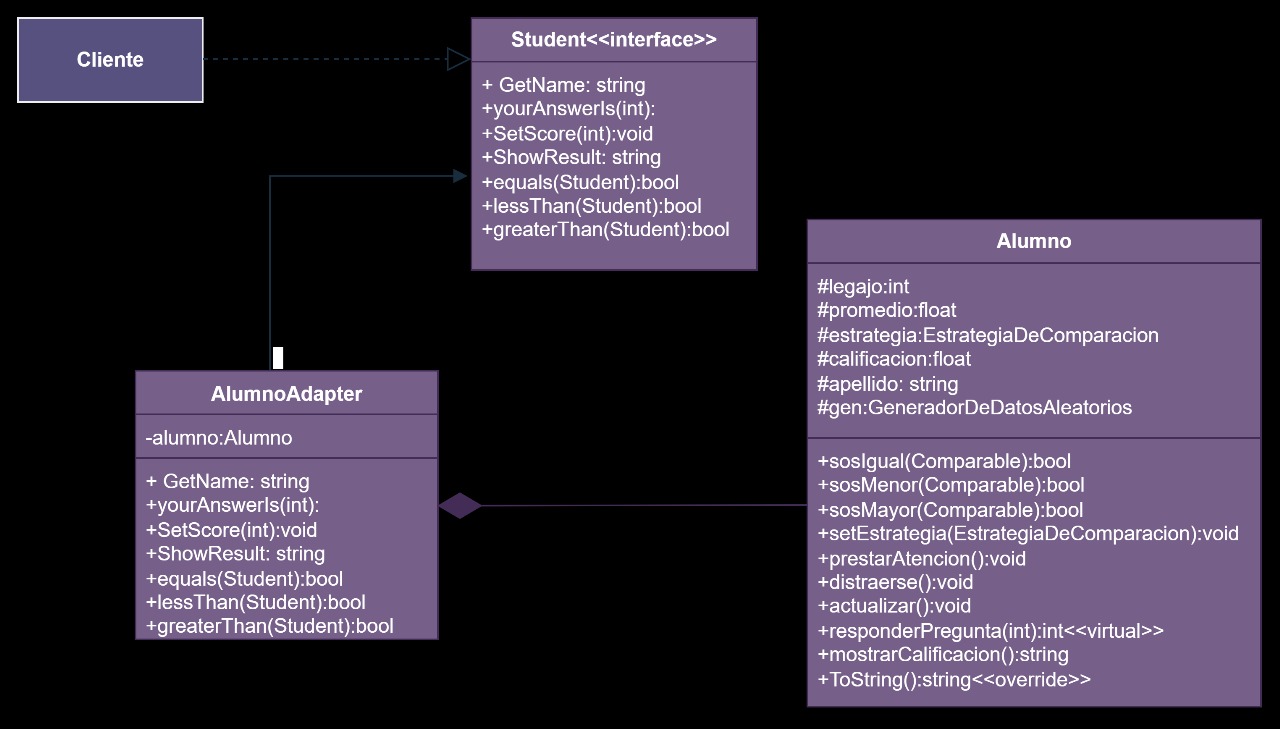 Cliente
Student<<interface>>
+ GetName: string
+yourAnswerIs(int):
+SetScore(int):void
+ShowResult: string
+equals(Student):bool
+lessThan(Student):bool
+greaterThan(Student):bool
AlumnoAdapter
-alumno:Alumno
+ GetName: string
+yourAnswerIs(int):
+SetScore(int):void
+ShowResult: string
+equals(Student):bool
+lessThan(Student):bool
+greaterThan(Student):bool
Alumno
#legajo:int
#promedio:float
#estrategia:EstrategiaDeComparacion
#calificacion:float
#apellido: string
#gen:GeneradorDeDatosAleatorios
+sosIgual(Comparable):bool
+sosMenor(Comparable):bool
+sosMayor(Comparable):bool
+setEstrategia(EstrategiaDeComparacion):void
+prestarAtencion():void
+distraerse():void
+actualizar():void
+responderPregunta(int):int<<virtual>>
+mostrarCalificacion():string
+ToString():string<<override>>